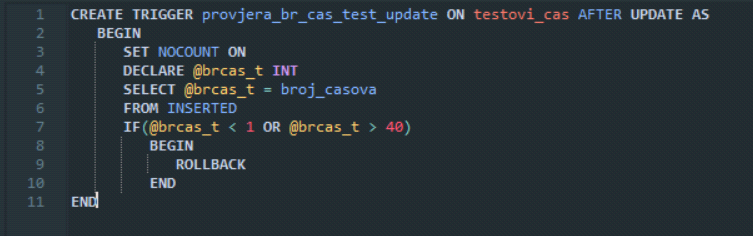 1 CREATE TRIGGER provjera_br_cas_test_update ON testovi_cas AFTER UPDATE AS
2 BEGIN
3 SET NOCOUNT ON
4 DECLARE @brcas_t INT
5 SELECT @brcas_t = broj_casova
6 FROM INSERTED
7 IF(@brcas_t < 1 OR @brcas_t > 40)
8 BEGIN
9 ROLLBACK
10 END
11 END